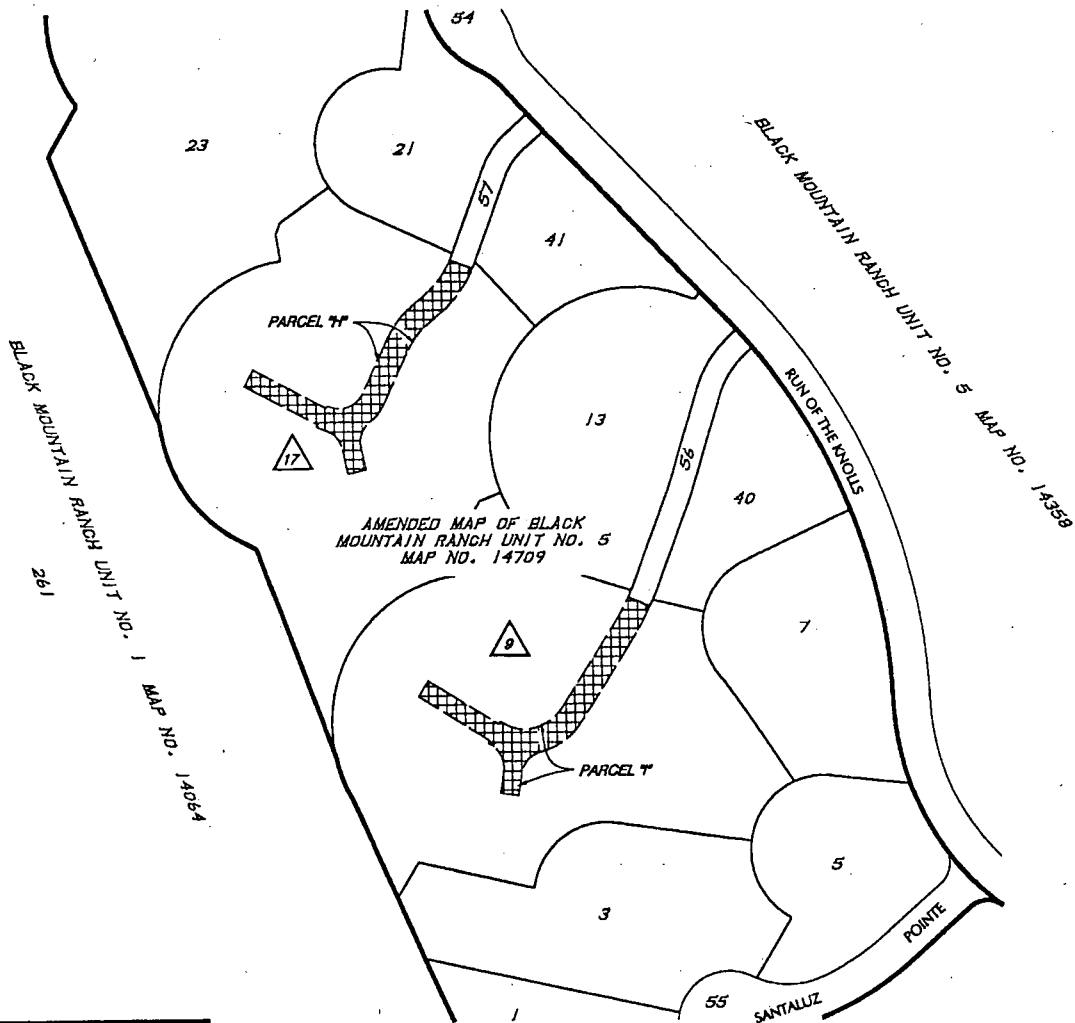 54
23
21
57
41
BLACK MOUNTAIN RANCH UNIT NO. 5 MAP NO. 14358
PARCEL "H"
RUN OF THE KNOLLS
BLACK MOUNTAIN RANCH UNIT NO. 1 MAP NO. 14064
261
17
13
56
40
AMENDED MAP OF BLACK
MOUNTAIN RANCH UNIT NO. 5
MAP NO. 14709
9
7
PARCEL "I"
5
3
POINTE
SANTALUZ
55
1